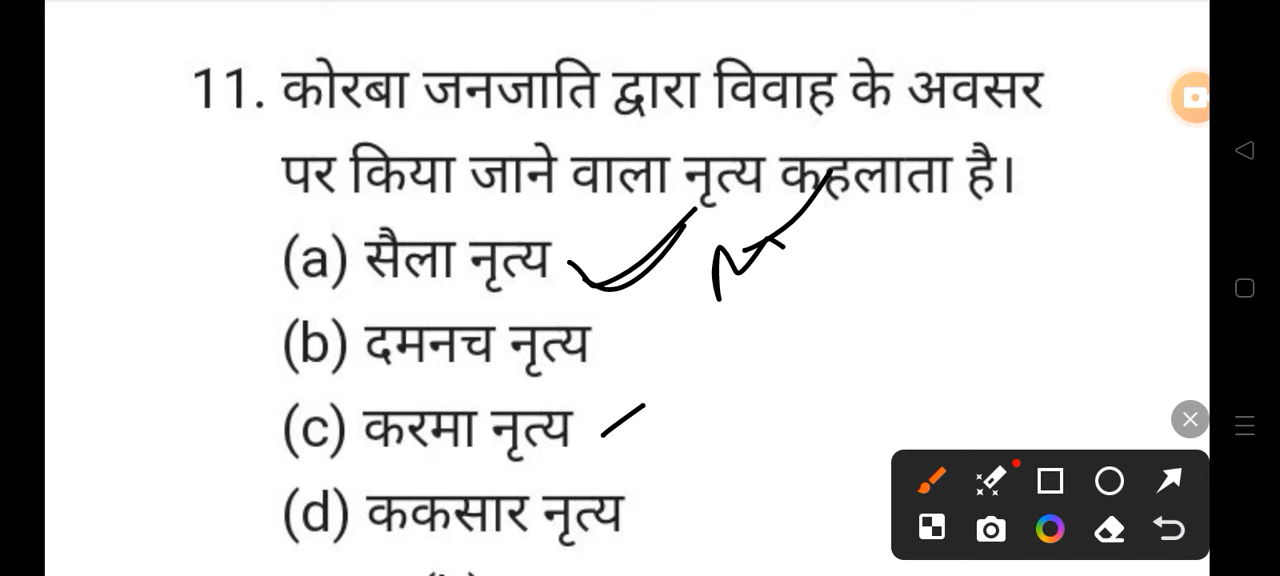 11. कोरबा जनजाति द्वारा विवाह के अवसर
पर किया जाने वाला नृत्य कहलाता है।
(a) सैला नृत्य
(b) दमनच नृत्य
(c) करमा नृत्य
(d) ककसार नृत्य